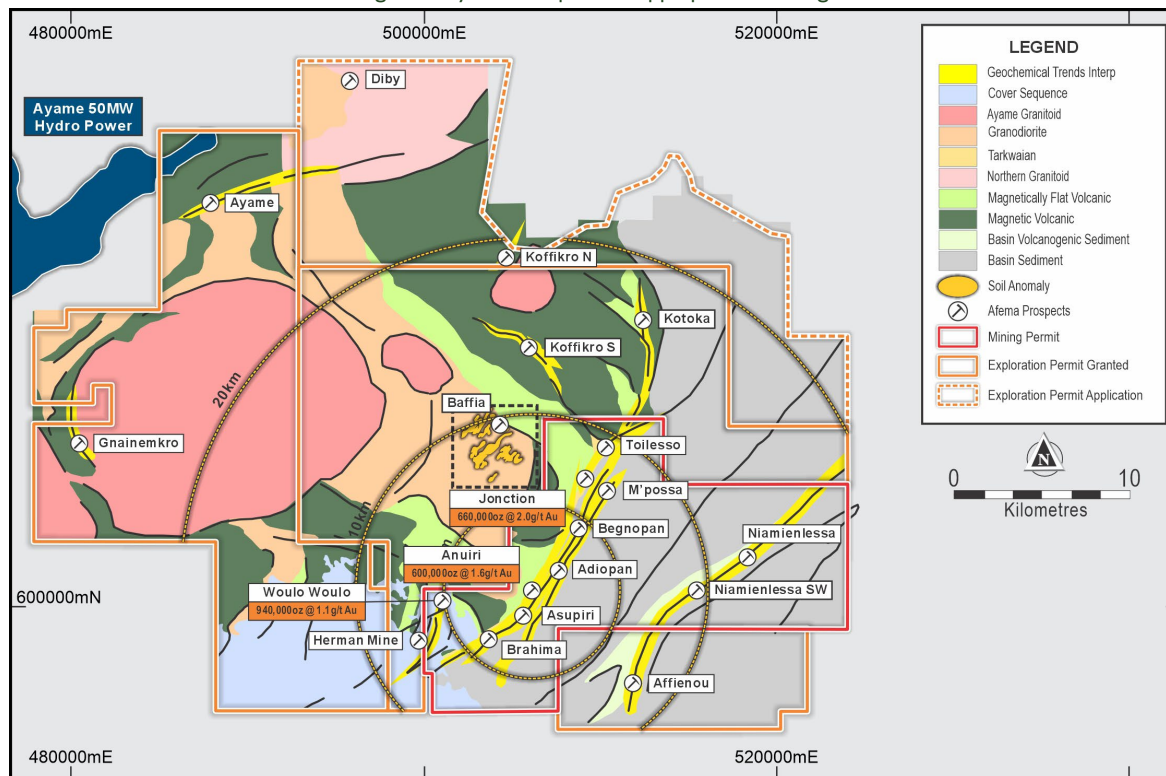 480000mE
500000mE
520000mE
Ayame 50MW
Hydro Power
Diby
Ayame
Koffikro N
Kotoka
Koffikro S
20km
Baffia
Gnainemkro
Toilesso
M'possa
Jonction
660,000oz @ 2.0g/t Au
Begnopan
10km
m
Anuiri
600,000oz @ 1.6g/t Au
Adiopan
Niamienlessa
Niamienlessa SW
Woulo Woulo
940,000oz @ 1.1g/t Au
600000mN
Asupiri
Herman Mine
Brahima
Affienou
480000mE
520000mE
LEGEND
Geochemical Trends Interp
Cover Sequence
Ayame Granitoid
Granodiorite
Tarkwaian
Northern Granitoid
Magnetically Flat Volcanic
Magnetic Volcanic
Basin Volcanogenic Sediment
Basin Sediment
Soil Anomaly
Afema Prospects
Mining Permit
Exploration Permit Granted
Exploration Permit Application
N
0 10
Kilometres